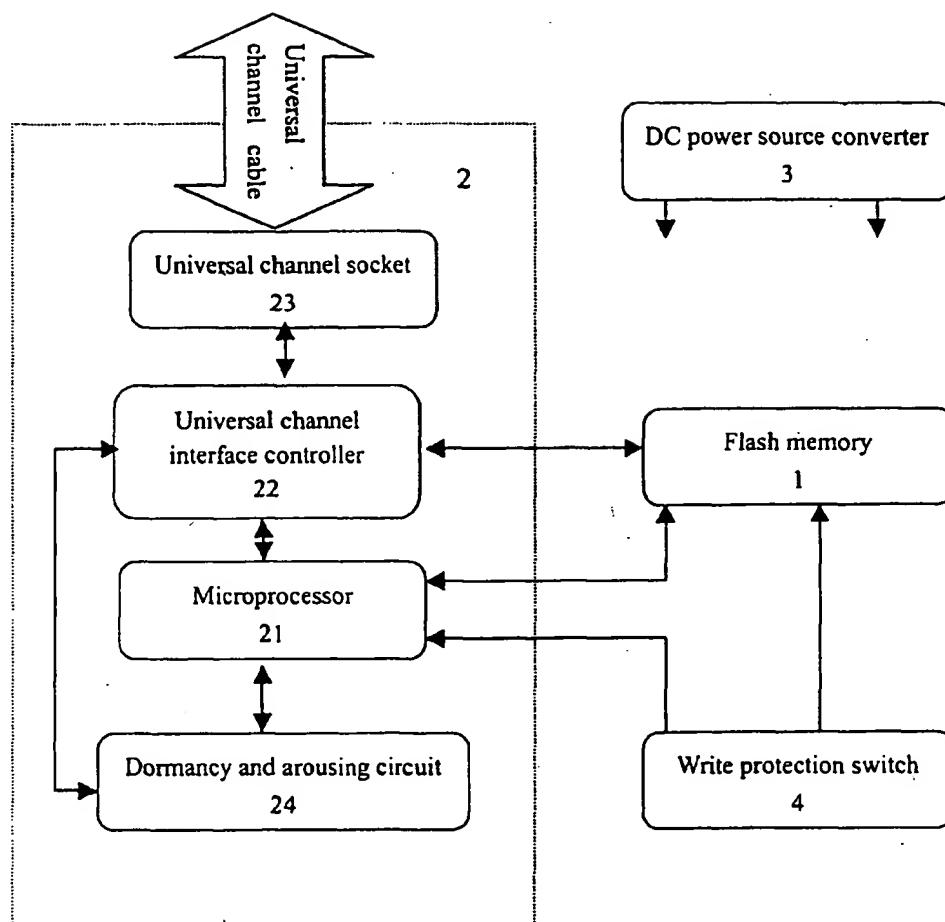 Universal
channel cable
2
DC power source converter
3
Universal channel socket
23
Universal channel
interface controller
22
Flash memory
1
Microprocessor
21
Dormancy and arousing circuit
24
Write protection switch
4